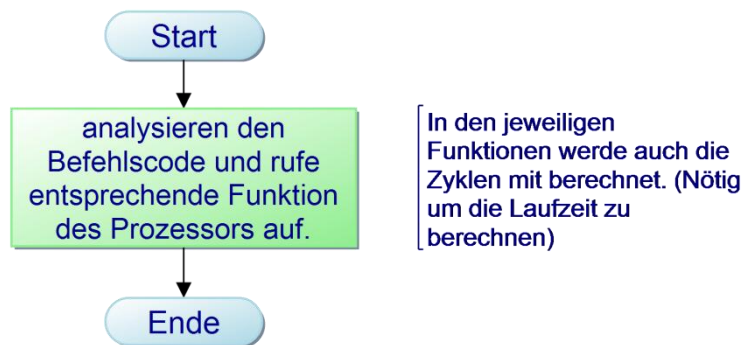 Start
analysieren den
Befehlscode und rufe
entsprechende Funktion
des Prozessors auf.
In den jeweiligen
Funktionen werde auch die
Zyklen mit berechnet. (Nötig
um die Laufzeit zu
berechnen)
Ende